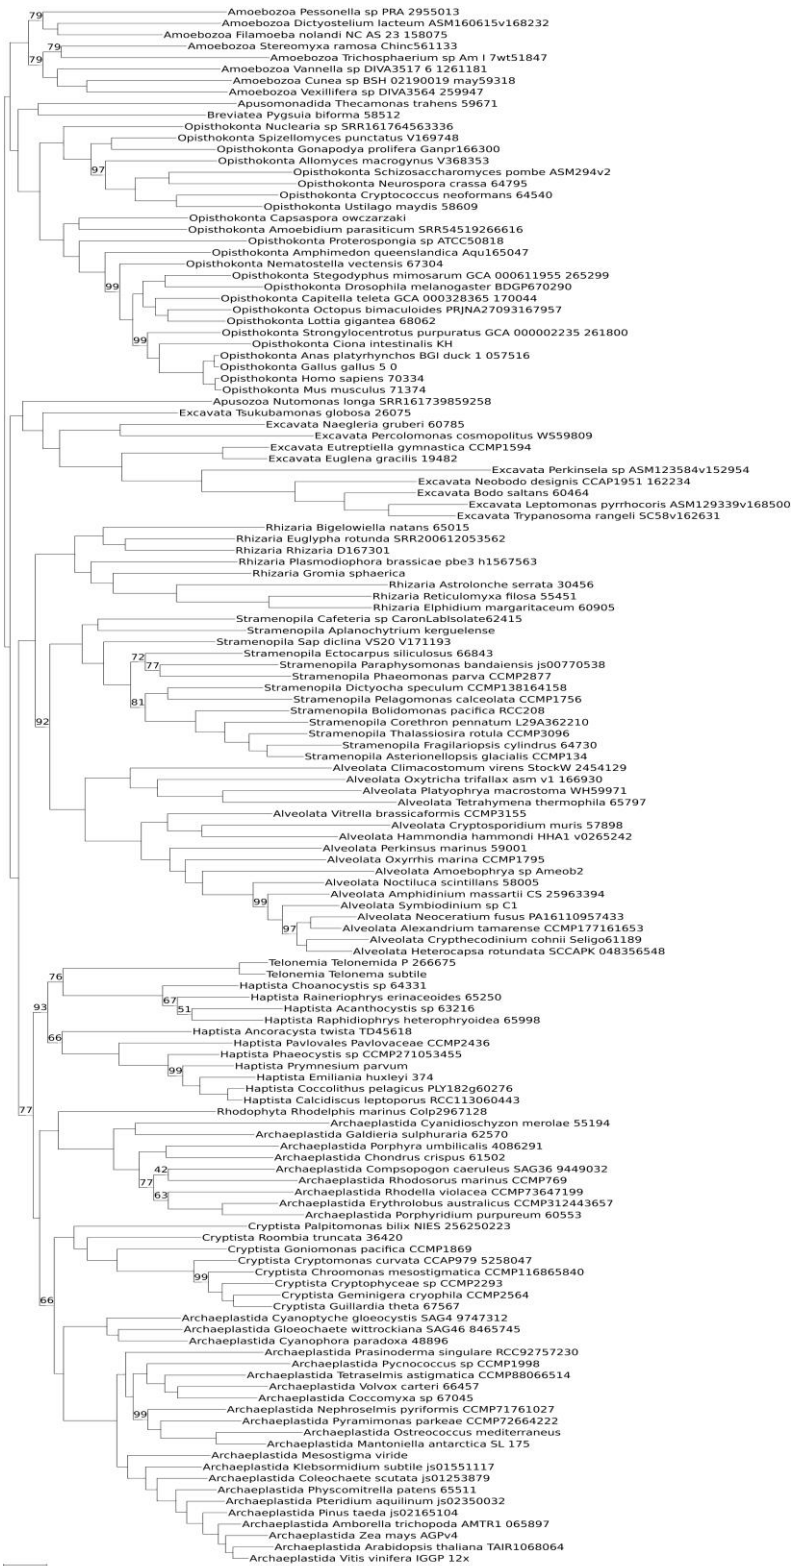 79
Amoebozoa Pessonella sp PRA 2955013
Amoebozoa Dictyostelium lacteum ASM160615v168232
Amoebozoa Filamoeba nolandi NC AS 23 158075
79
Amoebozoa Stereomyxa ramosa Chinc561133
79
Amoebozoa Trichosphaerium sp Am I 7wt51847
Amoebozoa Vannella sp DIVA3517 6 1261181
Amoebozoa Cunea sp BSH 02190019 may59318
Amoebozoa Vexillifera sp DIVA3564 259947
Apusomonadida Thecamonas trahens 59671
Breviatea Pygsuia biforma 58512
Opisthokonta Nuclearia sp SRR161764563336
Opisthokonta Spizellomyces punctatus V169748
Opisthokonta Gonapodya prolifera Ganpr166300
97
Opisthokonta Allomyces macrogynus V368353
Opisthokonta Schizosaccharomyces pombe ASM294v2
Opisthokonta Neurospora crassa 64795
Opisthokonta Cryptococcus neoformans 64540
Opisthokonta Ustilago maydis 58609
Opisthokonta Capsaspora owczarzaki
Opisthokonta Amoebidium parasiticum SRR54519266616
Opisthokonta Proterospongia sp ATCC50818
Opisthokonta Amphimedon queenslandica Aqu165047
Opisthokonta Nematostella vectensis 67304
Opisthokonta Stegodyphus mimosarum GCA 000611955 265299
99
Opisthokonta Drosophila melanogaster BDGP670290
Opisthokonta Capitella teleta GCA 000328365 170044
Opisthokonta Octopus bimaculoides PRJNA27093167957
Opisthokonta Lottia gigantea 68062
Opisthokonta Strongylocentrotus purpuratus GCA 000002235 261800
99
Opisthokonta Ciona intestinalis KH
Opisthokonta Anas platyrhynchos BGI duck 1 057516
Opisthokonta Gallus gallus 5 0
Opisthokonta Homo sapiens 70334
Opisthokonta Mus musculus 71374
Apusozoa Nutomonas longa SRR161739859258
Excavata Tsukubamonas globosa 26075
Excavata Naegleria gruberi 60785
Excavata Percolomonas cosmopolitus WS59809
Excavata Eutreptiella gymnastica CCMP1594
Excavata Euglena gracilis 19482
Excavata Perkinsela sp ASM123584v152954
Excavata Neobodo designis CCAP1951 162234
Excavata Bodo saltans 60464
Excavata Leptomonas pyrrhocoris ASM129339v168500
Excavata Trypanosoma rangeli SC58v162631
Rhizaria Bigelowiella natans 65015
Rhizaria Euglypha rotunda SRR200612053562
Rhizaria Rhizaria D167301
Rhizaria Plasmodiophora brassicae pbe3 h1567563
Rhizaria Gromia sphaerica
Rhizaria Astrolonche serrata 30456
Rhizaria Reticulomyxa filosa 55451
Rhizaria Elphidium margaritaceum 60905
Stramenopila Cafeteria sp CaronLabIsolate62415
Stramenopila Aplanochytrium kerguelense
Stramenopila Sap diclina VS20 V171193
72
Stramenopila Ectocarpus siliculosus 66843
77
Stramenopila Paraphysomonas bandaiensis js00770538
Stramenopila Phaeomonas parva CCMP2877
Stramenopila Dictyocha speculum CCMP138164158
81
Stramenopila Pelagomonas calceolata CCMP1756
Stramenopila Bolidomonas pacifica RCC208
92
Stramenopila Corethron pennatum L29A362210
Stramenopila Thalassiosira rotula CCMP3096
Stramenopila Fragilariopsis cylindrus 64730
Stramenopila Asterionellopsis glacialis CCMP134
Alveolata Climacostomum virens StockW 2454129
Alveolata Oxytricha trifallax asm v1 166930
Alveolata Platyophrya macrostoma WH59971
Alveolata Tetrahymena thermophila 65797
Alveolata Vitrella brassicaformis CCMP3155
Alveolata Cryptosporidium muris 57898
Alveolata Hammondia hammondi HHA1 v0265242
Alveolata Perkinsus marinus 59001
Alveolata Oxyrrhis marina CCMP1795
Alveolata Amoebophrya sp Ameob2
Alveolata Noctiluca scintillans 58005
99
Alveolata Amphidinium massartii CS 25963394
Alveolata Symbiodinium sp C1
Alveolata Neoceratium fusus PA16110957433
97
Alveolata Alexandrium tamarense CCMP177161653
Alveolata Crypthecodinium cohnii Seligo61189
Alveolata Heterocapsa rotundata SCCAPK 048356548
Telonemia Telonemida P 266675
76
Telonemia Telonema subtile
Haptista Choanocystis sp 64331
67
Haptista Raineriophrys erinaceoides 65250
93
51
Haptista Acanthocystis sp 63216
Haptista Raphidiophrys heterophryoidea 65998
Haptista Ancoracysta twista TD45618
66
Haptista Pavlovales Pavlovaceae CCMP2436
Haptista Phaeocystis sp CCMP271053455
99
Haptista Prymnesium parvum
Haptista Emiliania huxleyi 374
Haptista Coccolithus pelagicus PLY182g60276
Haptista Calcidiscus leptoporus RCC113060443
77
Rhodophyta Rhodelphis marinus Colp2967128
Archaeplastida Cyanidioschyzon merolae 55194
Archaeplastida Galdieria sulphuraria 62570
Archaeplastida Porphyra umbilicalis 4086291
Archaeplastida Chondrus crispus 61502
42
Archaeplastida Compsopogon caeruleus SAG36 9449032
77
Archaeplastida Rhodosorus marinus CCMP769
63
Archaeplastida Rhodella violacea CCMP73647199
Archaeplastida Erythrolobus australicus CCMP312443657
Archaeplastida Porphyridium purpureum 60553
Cryptista Palpitomonas bilix NIES 256250223
Cryptista Roombia truncata 36420
Cryptista Goniomonas pacifica CCMP1869
Cryptista Cryptomonas curvata CCAP979 5258047
99
Cryptista Chroomonas mesostigmatica CCMP116865840
Cryptista Cryptophyceae sp CCMP2293
66
Cryptista Geminigera cryophila CCMP2564
Cryptista Guillardia theta 67567
Archaeplastida Cyanoptyche gloeocystis SAG4 9747312
Archaeplastida Gloeochaete wittrockiana SAG46 8465745
Archaeplastida Cyanophora paradoxa 48896
Archaeplastida Prasinoderma singulare RCC92757230
Archaeplastida Pycnococcus sp CCMP1998
Archaeplastida Tetraselmis astigmatica CCMP88066514
Archaeplastida Volvox carteri 66457
Archaeplastida Coccomyxa sp 67045
99
Archaeplastida Nephroselmis pyriformis CCMP71761027
Archaeplastida Pyramimonas parkeae CCMP72664222
Archaeplastida Ostreococcus mediterraneus
Archaeplastida Mantoniella antarctica SL 175
Archaeplastida Mesostigma viride
Archaeplastida Klebsormidium subtile js01551117
Archaeplastida Coleochaete scutata js01253879
Archaeplastida Physcomitrella patens 65511
Archaeplastida Pteridium aquilinum js02350032
Archaeplastida Pinus taeda js02165104
Archaeplastida Amborella trichopoda AMTR1 065897
Archaeplastida Zea mays AGPv4
Archaeplastida Arabidopsis thaliana TAIR1068064
Archaeplastida Vitis vinifera IGGP 12x